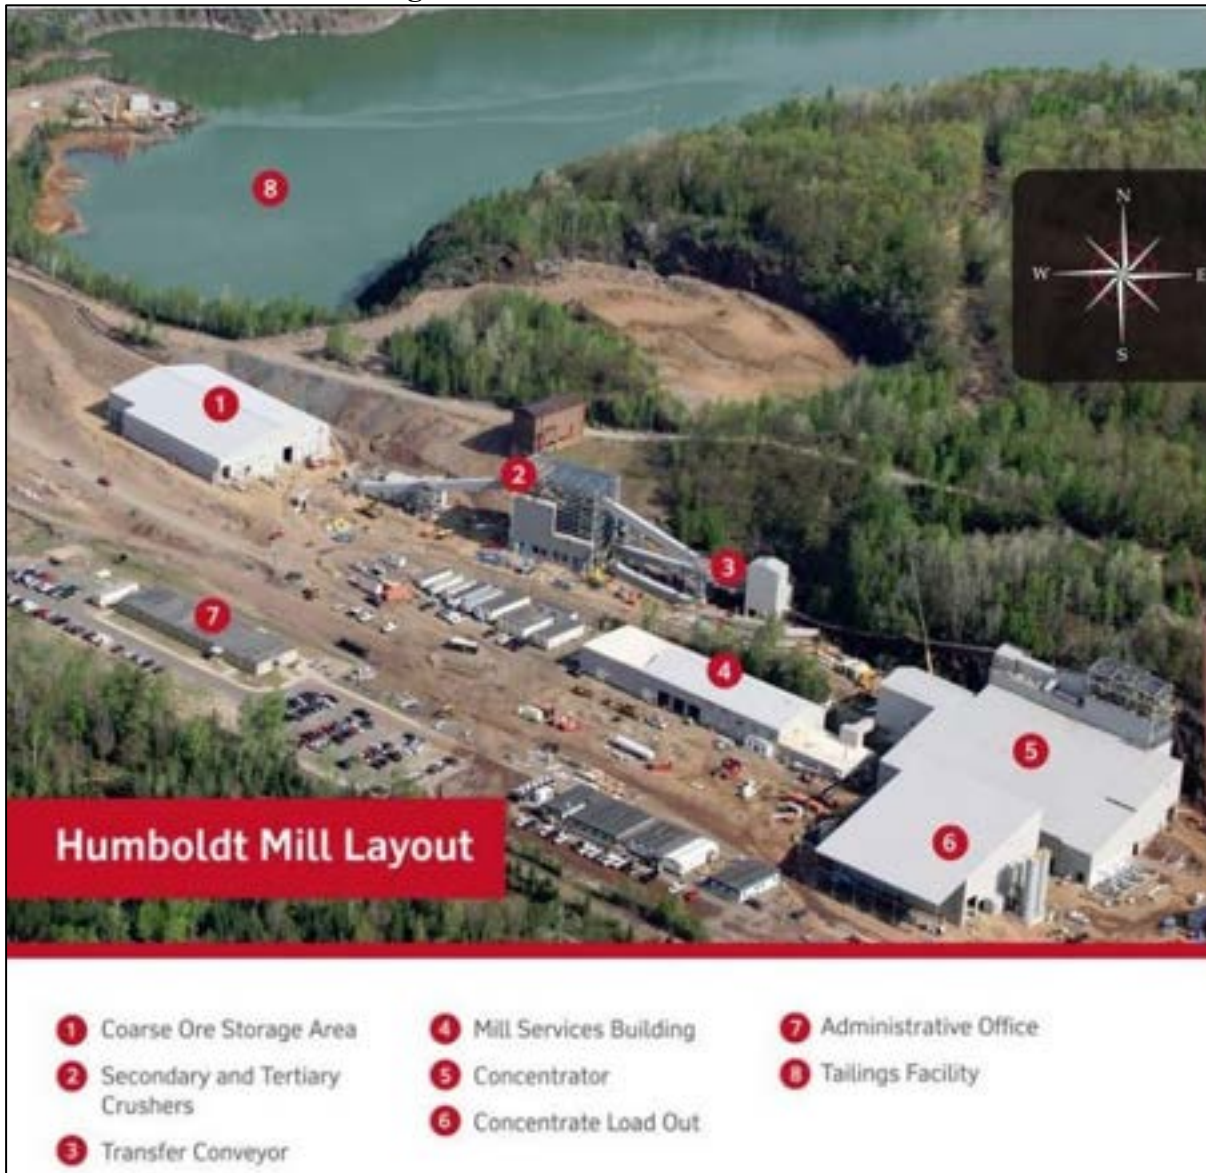 8
N
W
E
S
1
2
3
7
4
5
6
Humboldt Mill Layout
1 Coarse Ore Storage Area
2 Secondary and Tertiary
Crushers
3 Transfer Conveyor
4 Mill Services Building
5 Concentrator
6 Concentrate Load Out
7 Administrative Office
8 Tailings Facility